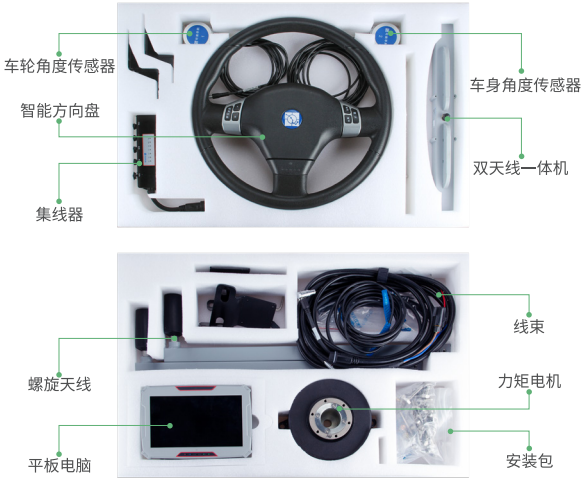 车轮角度传感器
车身角度传感器
智能方向盘
双天线一体机
集线器
线束
螺旋天线
力矩电机
平板电脑
安装包